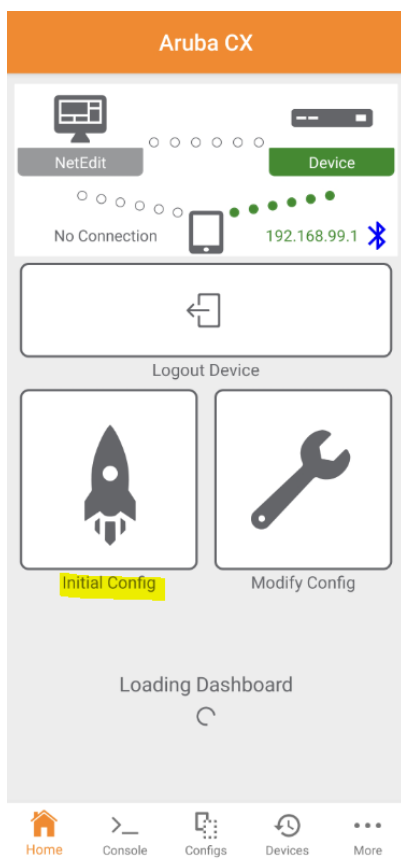 Aruba CX
NetEdit
Device
No Connection
192.168.99.1
Logout Device
Initial Config
Modify Config
Loading Dashboard
Home
Console
Configs
Devices
More